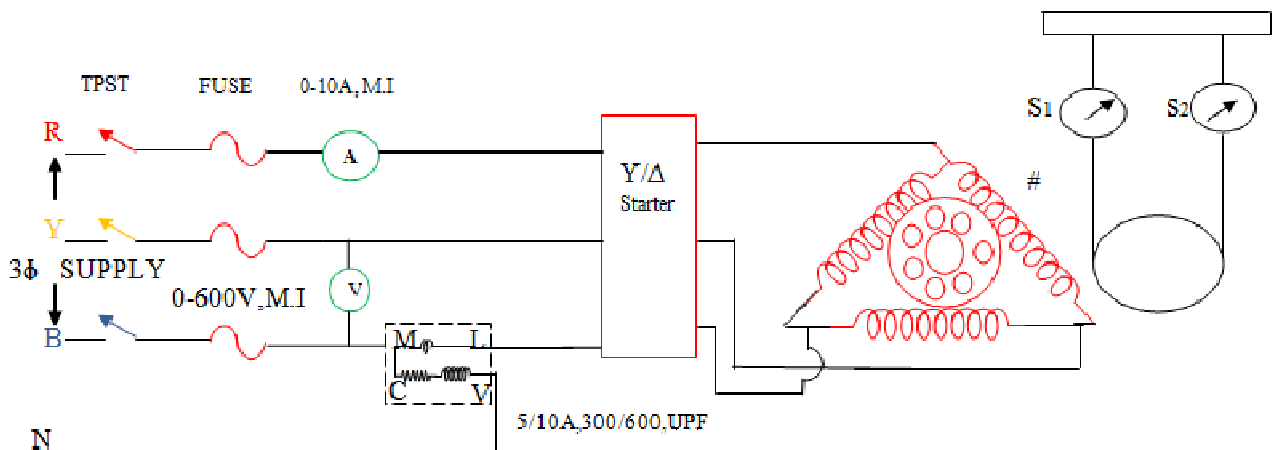 TPST FUSE 0-10A,M.I
S1 S2
R
A
Y/Δ
Starter
#
Y
3ϕ SUPPLY
V
0-600V,,M.I
B
M L
C V
5/10A,300/600,UPF
N